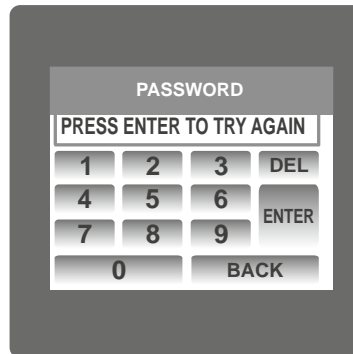 PASSWORD
PRESS ENTER TO TRY AGAIN
1 2 3 DEL
4 5 6 ENTER
7 8 9
0 BACK